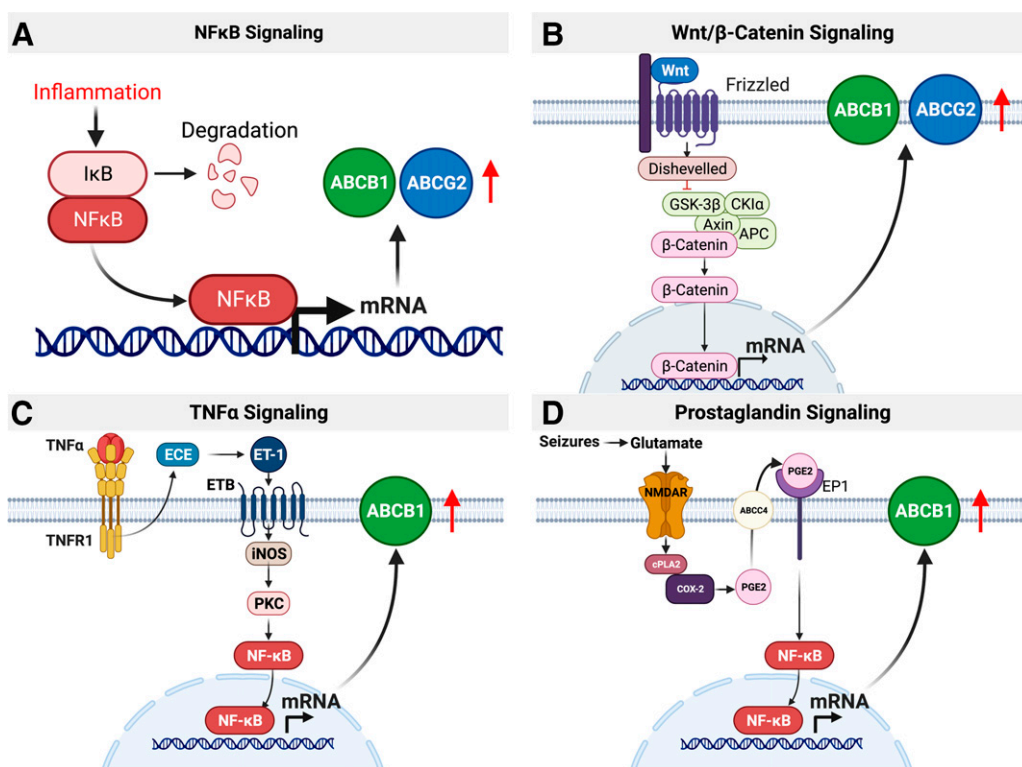 A
NFκB Signaling
Inflammation
IκB
NFκB
Degradation
ABCB1
ABCG2
NFκB
mRNA
B
Wnt/β-Catenin Signaling
Wnt
Frizzled
ABCB1
ABCG2
Dishevelled
GSK-3β
CKIα
Axin
APC
β-Catenin
β-Catenin
β-Catenin
mRNA
C
TNFα Signaling
TNFα
ECE
ET-1
ETB
TNFR1
iNOS
PKC
NF-κB
NF-κB
mRNA
ABCB1
D
Prostaglandin Signaling
Seizures
Glutamate
NMDAR
cPLA2
COX-2
PGE2
ABCC4
PGE2
EP1
NF-κB
NF-κB
mRNA
ABCB1